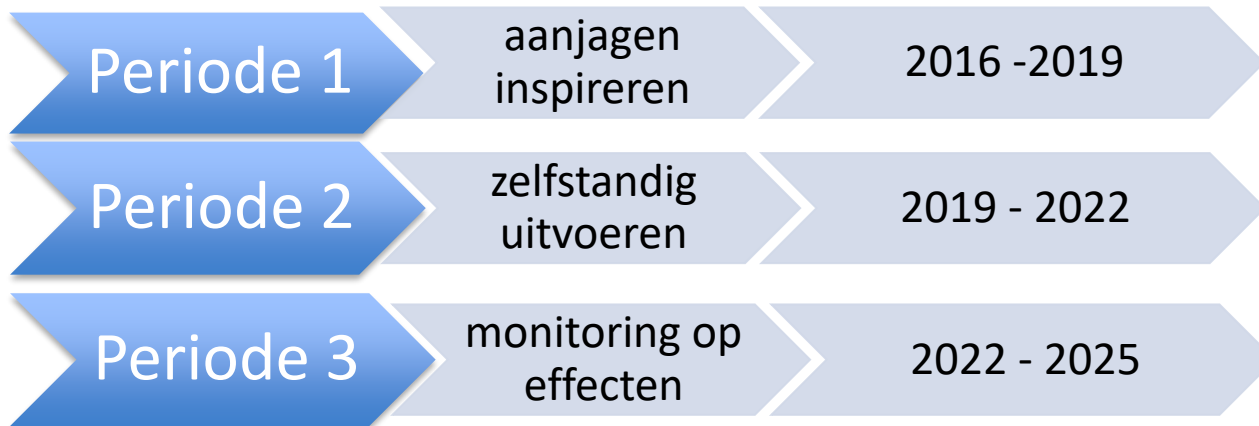 Periode 1
aanjagen
inspireren
2016 -2019
Periode 2
zelfstandig
uitvoeren
2019 - 2022
Periode 3
monitoring op
effecten
2022 - 2025